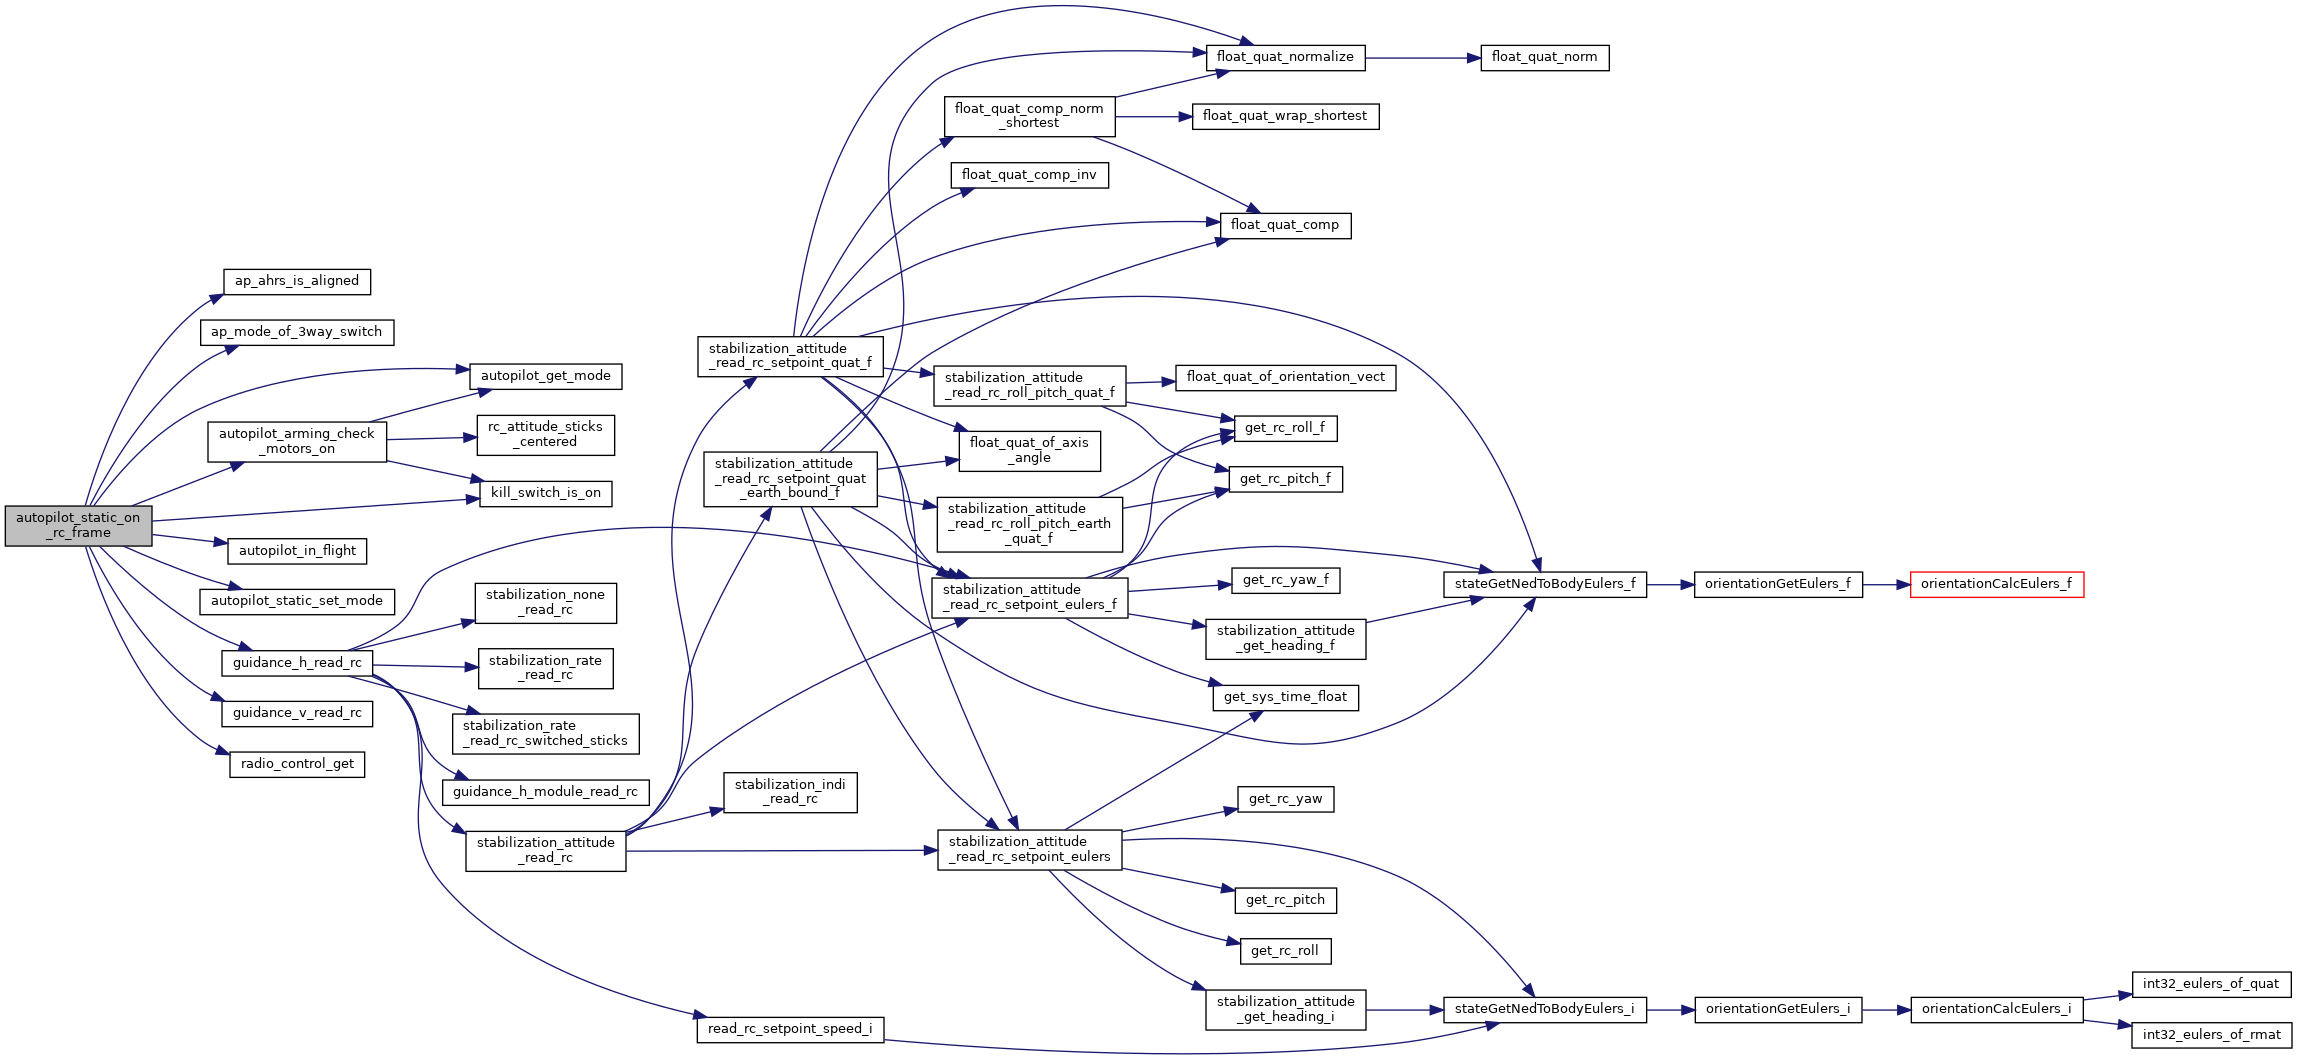 autopilot_static_on
_rc_frame
ap_ahrs_is_aligned
ap_mode_of_3way_switch
autopilot_get_mode
autopilot_arming_check
_motors_on
rc_attitude_sticks
_centered
kill_switch_is_on
autopilot_in_flight
autopilot_static_set_mode
guidance_h_read_rc
guidance_v_read_rc
radio_control_get
stabilization_none
_read_rc
stabilization_rate
_read_rc
stabilization_rate
_read_rc_switched_sticks
guidance_h_module_read_rc
stabilization_attitude
_read_rc
stabilization_attitude
_read_rc_setpoint_quat_f
stabilization_attitude
_read_rc_setpoint_quat
_earth_bound_f
stabilization_indi
_read_rc
read_rc_setpoint_speed_i
float_quat_comp_norm
_shortest
float_quat_comp_inv
stabilization_attitude
_read_rc_roll_pitch_quat_f
float_quat_of_axis
_angle
stabilization_attitude
_read_rc_roll_pitch_earth
_quat_f
stabilization_attitude
_read_rc_setpoint_eulers_f
stabilization_attitude
_read_rc_setpoint_eulers
float_quat_normalize
float_quat_wrap_shortest
float_quat_comp
float_quat_of_orientation_vect
get_rc_roll_f
get_rc_pitch_f
get_rc_yaw_f
stabilization_attitude
_get_heading_f
get_sys_time_float
get_rc_yaw
get_rc_pitch
get_rc_roll
stabilization_attitude
_get_heading_i
float_quat_norm
stateGetNedToBodyEulers_f
orientationGetEulers_f
orientationCalcEulers_f
stateGetNedToBodyEulers_i
orientationGetEulers_i
orientationCalcEulers_i
int32_eulers_of_quat
int32_eulers_of_rmat